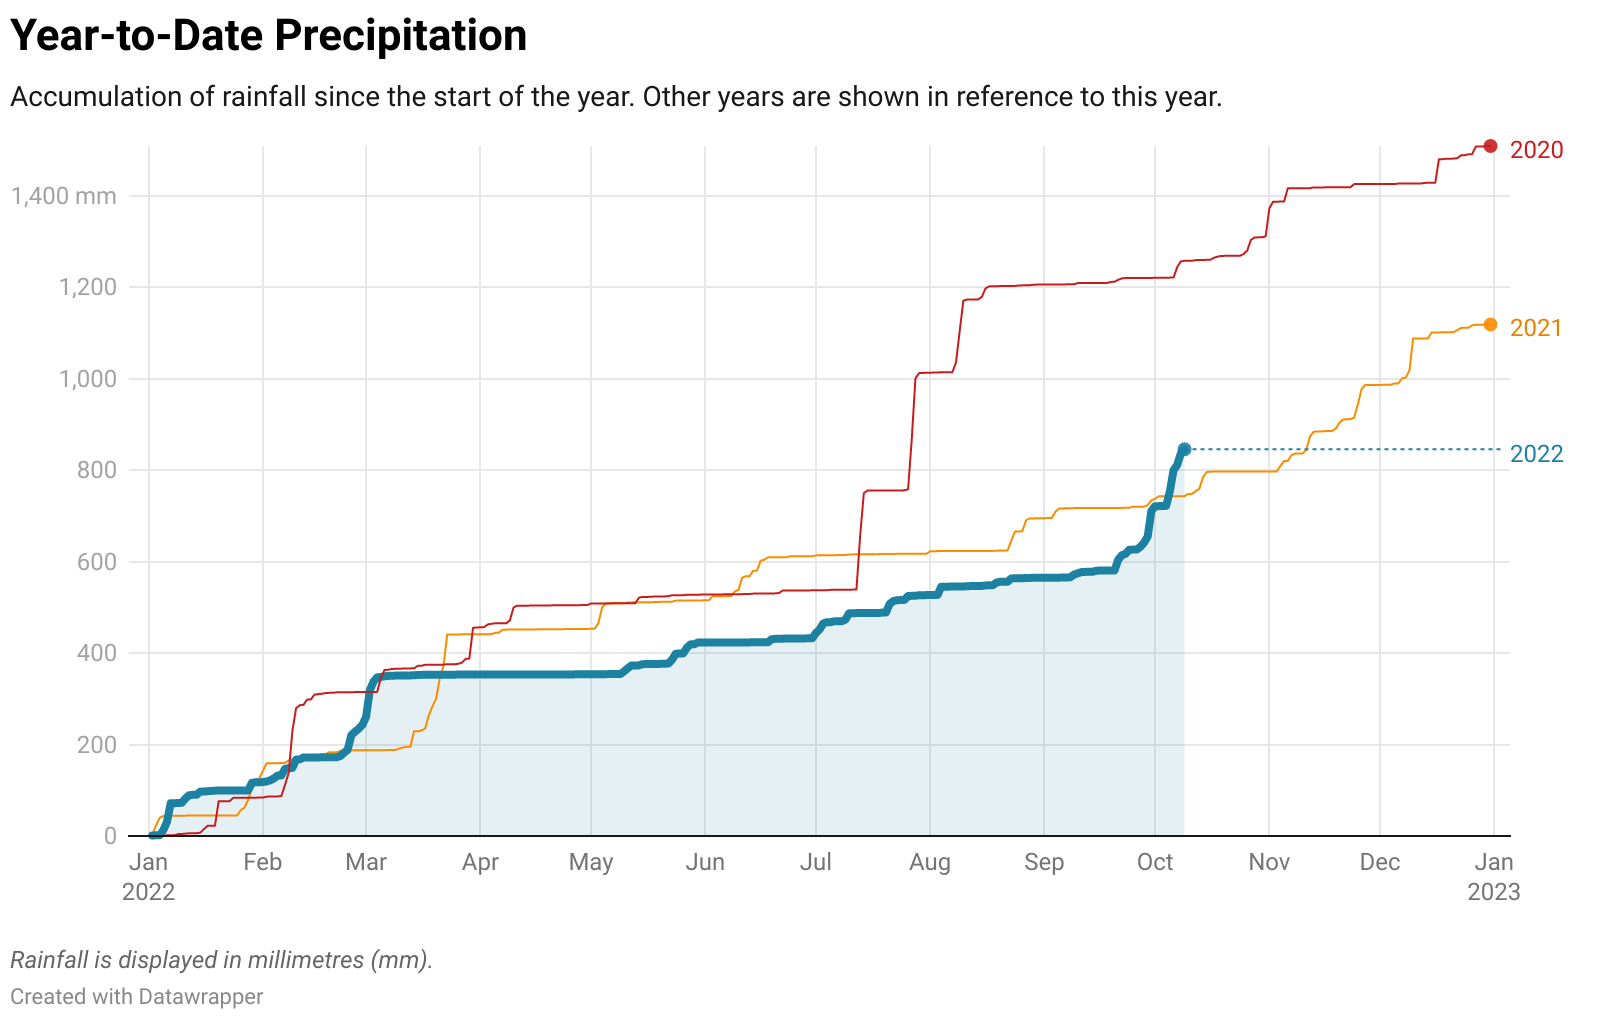 Year-to-Date Precipitation
Accumulation of rainfall since the start of the year. Other years are shown in reference to this year.
2020
1,400 mm
1,200
2021
1,000
2022
800
600
400
200
0
Jan Feb Mar Apr May Jun Jul Aug Sep Oct Nov Dec Jan
2022 2023
Rainfall is displayed in millimetres (mm).
Created with Datawrapper